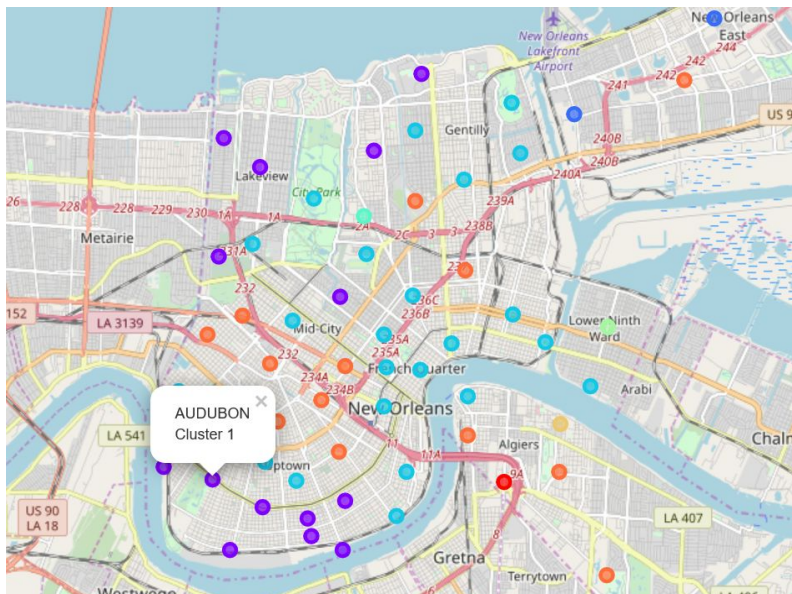 New Orleans
East
New Orleans
Lakefront
Airport
244
242
242
241
US 9
Gentilly
240B
240B
240A
Lakeview
City Park
239A
26
228
228
229
230
1A
1A
2A
2C
3
3
238B
Metairie
231A
232
236C
236B
152
LA 3139
Mid-City
Lower Ninth
Ward
235A
235A
232
French Quarter
234A
234B
Arabi
AUDUBON
×
Cluster 1
New Orleans
LA 541
11
11A
Algiers
Chalm
9A
US 90
LA 18
LA 407
8
Gretna
Terrytown
Westwego